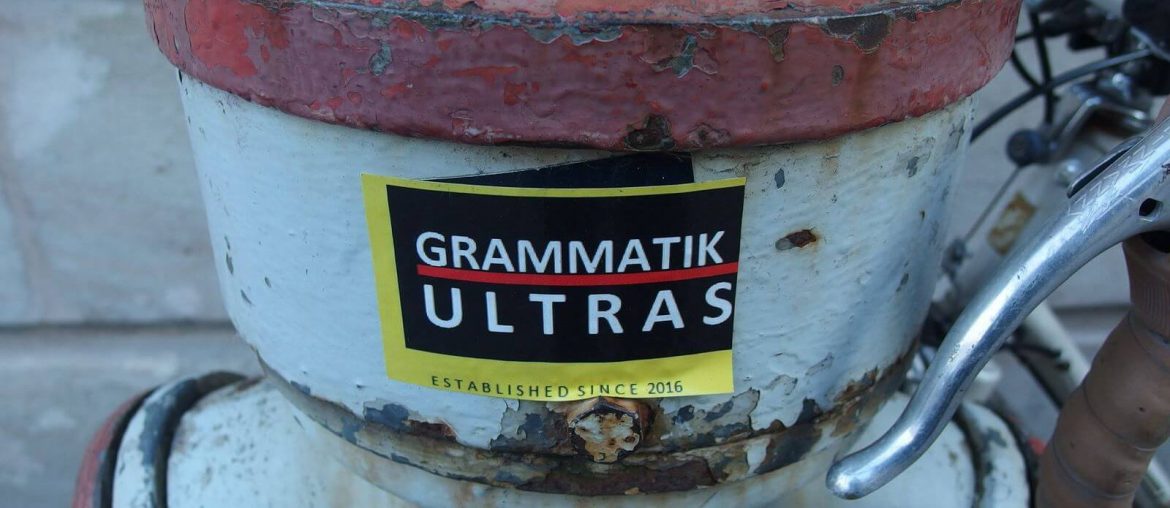 GRAMMATIK
ULTRAS
ESTABLISHED SINCE 2016